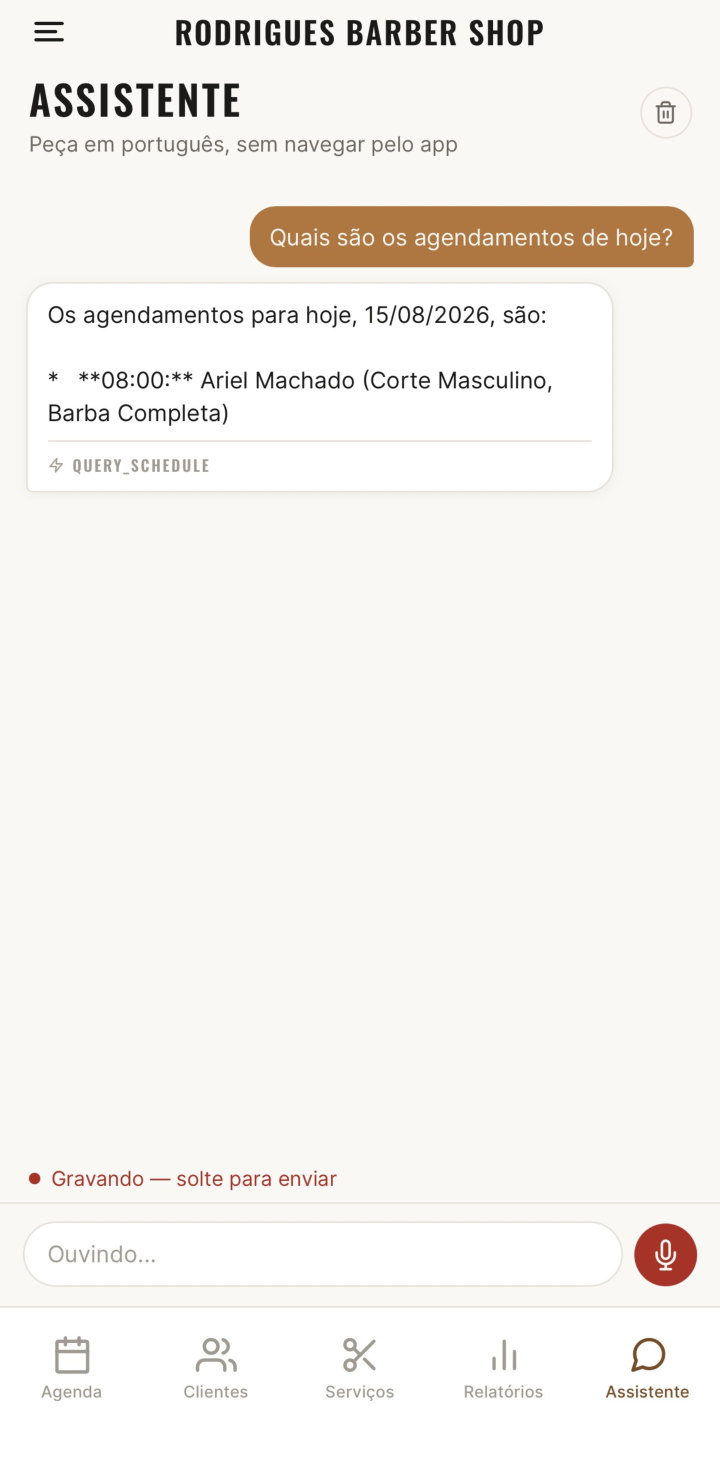 RODRIGUES BARBER SHOP
ASSISTENTE
Peça em português, sem navegar pelo app
Quais são os agendamentos de hoje?
Os agendamentos para hoje, 15/08/2026, são:
*   **08:00:** Ariel Machado (Corte Masculino,
Barba Completa)
QUERY_SCHEDULE
Gravando — solte para enviar
Ouvindo...
Agenda
Clientes
Serviços
Relatórios
Assistente